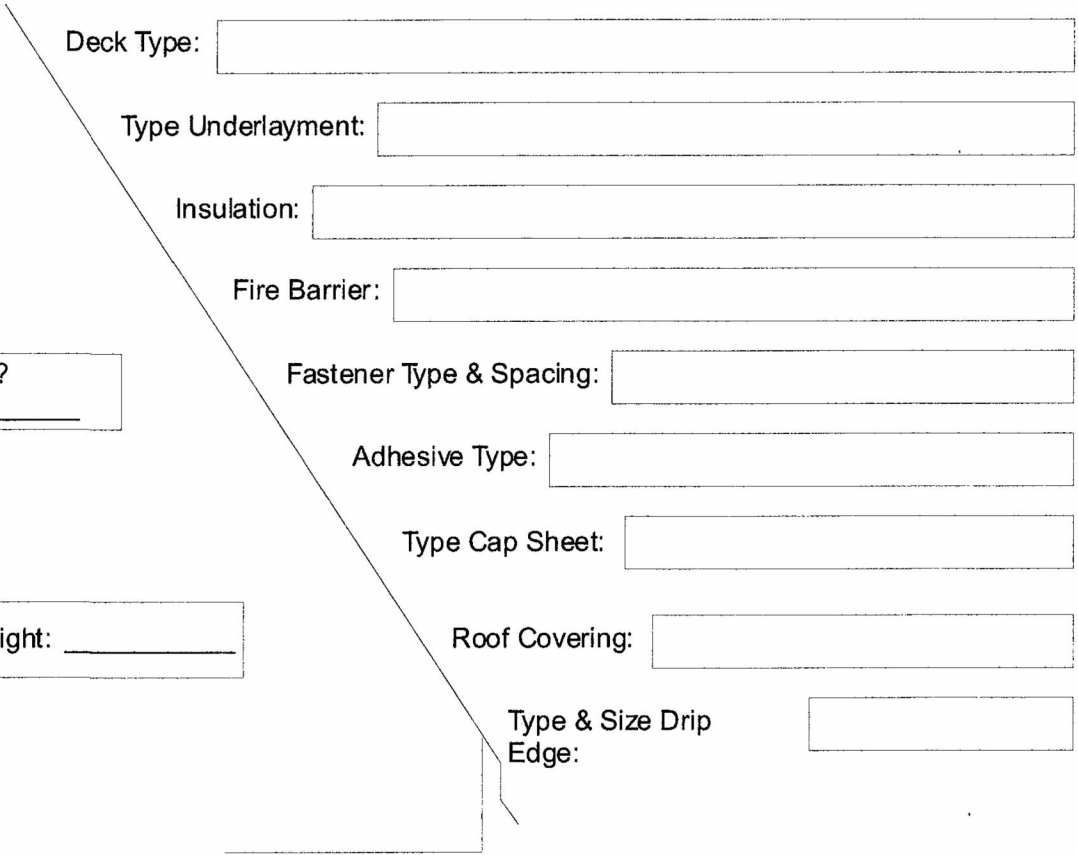 Deck Type:
Type Underlayment:
Insulation:
Fire Barrier:
?
Fastener Type & Spacing:
Adhesive Type:
Type Cap Sheet:
ight:
Roof Covering:
Type & Size Drip
Edge: